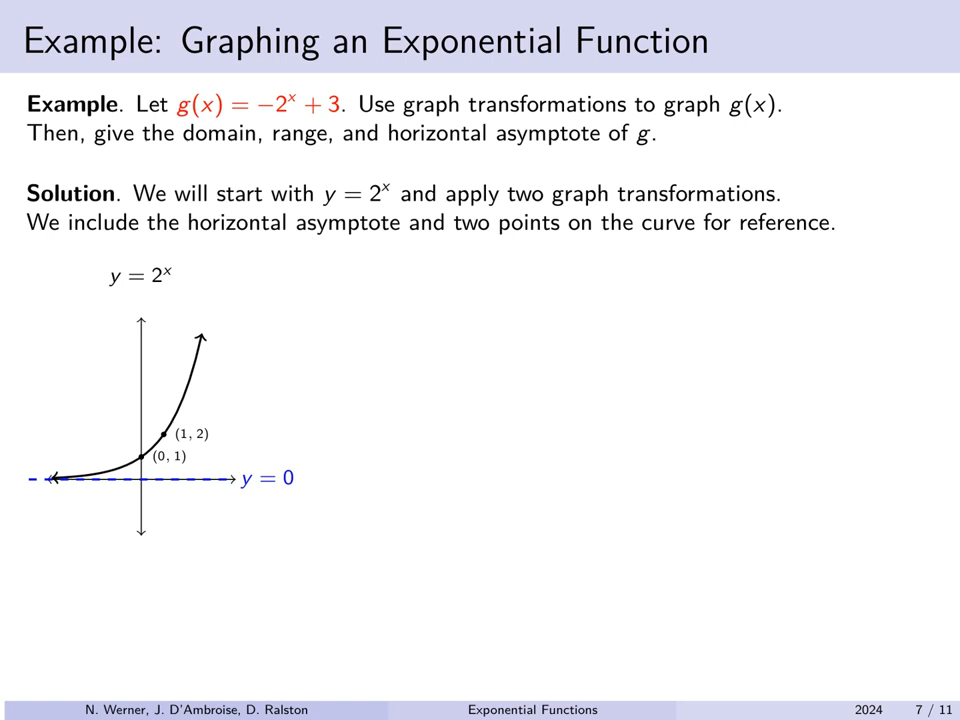 Example: Graphing an Exponential Function
Example. Let g(x) = −2ˣ + 3. Use graph transformations to graph g(x).
Then, give the domain, range, and horizontal asymptote of g.
Solution. We will start with y = 2ˣ and apply two graph transformations.
We include the horizontal asymptote and two points on the curve for reference.
y = 2ˣ
(1, 2)
(0, 1)
y = 0
N. Werner, J. D'Ambroise, D. Ralston Exponential Functions 2024 7 / 11